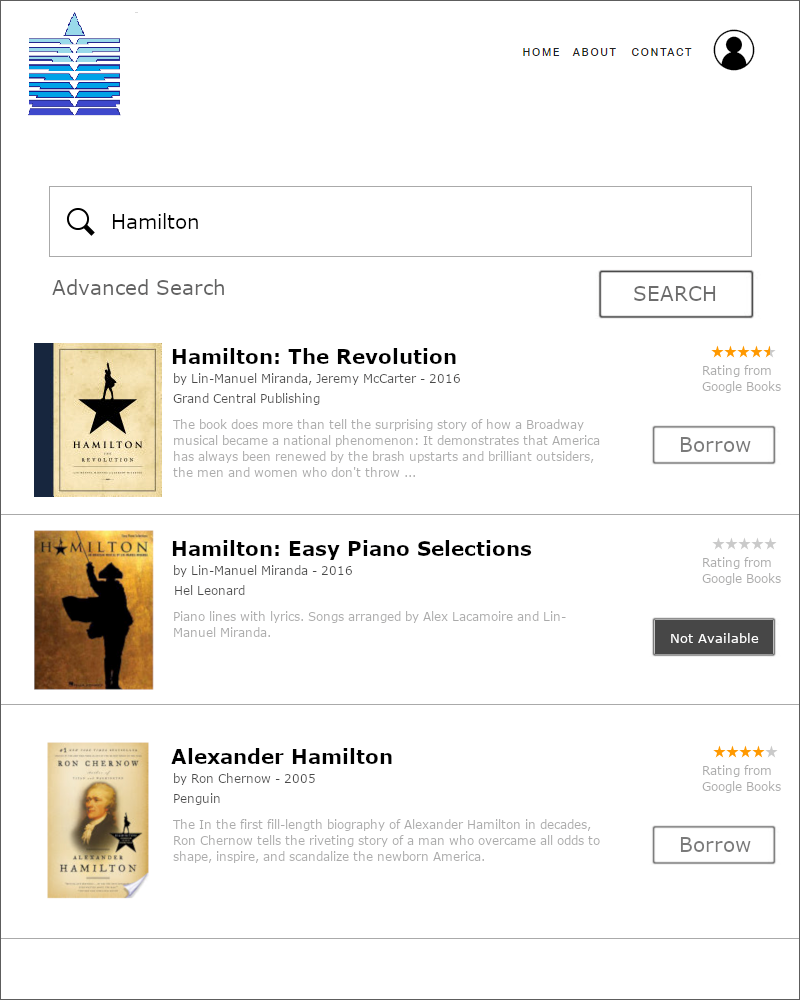 HOME ABOUT CONTACT
Hamilton
Advanced Search
SEARCH
HAMILTON
THE
REVOLUTION
Hamilton: The Revolution
by Lin-Manuel Miranda, Jeremy McCarter - 2016
Grand Central Publishing
The book does more than tell the surprising story of how a Broadway
musical became a national phenomenon: It demonstrates that America
has always been renewed by the brash upstarts and brilliant outsiders,
the men and women who don't throw ...
Rating from
Google Books
Borrow
HAMILTON
Hamilton: Easy Piano Selections
by Lin-Manuel Miranda - 2016
Hel Leonard
Piano lines with lyrics. Songs arranged by Alex Lacamoire and Lin-
Manuel Miranda.
Rating from
Google Books
Not Available
RON CHERNOW
ALEXANDER
HAMILTON
Alexander Hamilton
by Ron Chernow - 2005
Penguin
The In the first fill-length biography of Alexander Hamilton in decades,
Ron Chernow tells the riveting story of a man who overcame all odds to
shape, inspire, and scandalize the newborn America.
Rating from
Google Books
Borrow